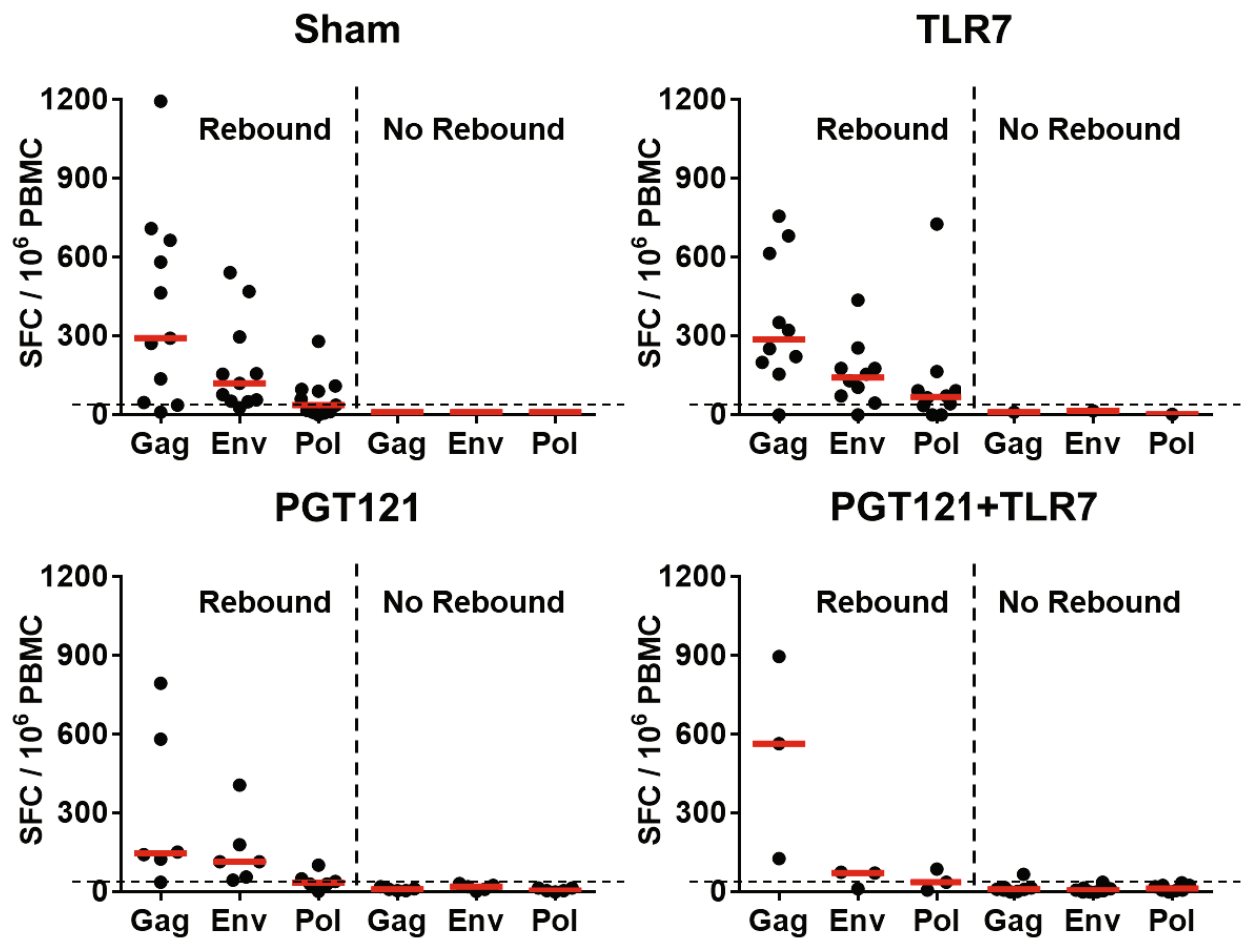 Sham
SFC / 10⁶ PBMC
1200
900
600
300
0
Rebound
No Rebound
Gag Env Pol Gag Env Pol
TLR7
SFC / 10⁶ PBMC
1200
900
600
300
0
Rebound
No Rebound
Gag Env Pol Gag Env Pol
PGT121
SFC / 10⁶ PBMC
1200
900
600
300
0
Rebound
No Rebound
Gag Env Pol Gag Env Pol
PGT121+TLR7
SFC / 10⁶ PBMC
1200
900
600
300
0
Rebound
No Rebound
Gag Env Pol Gag Env Pol